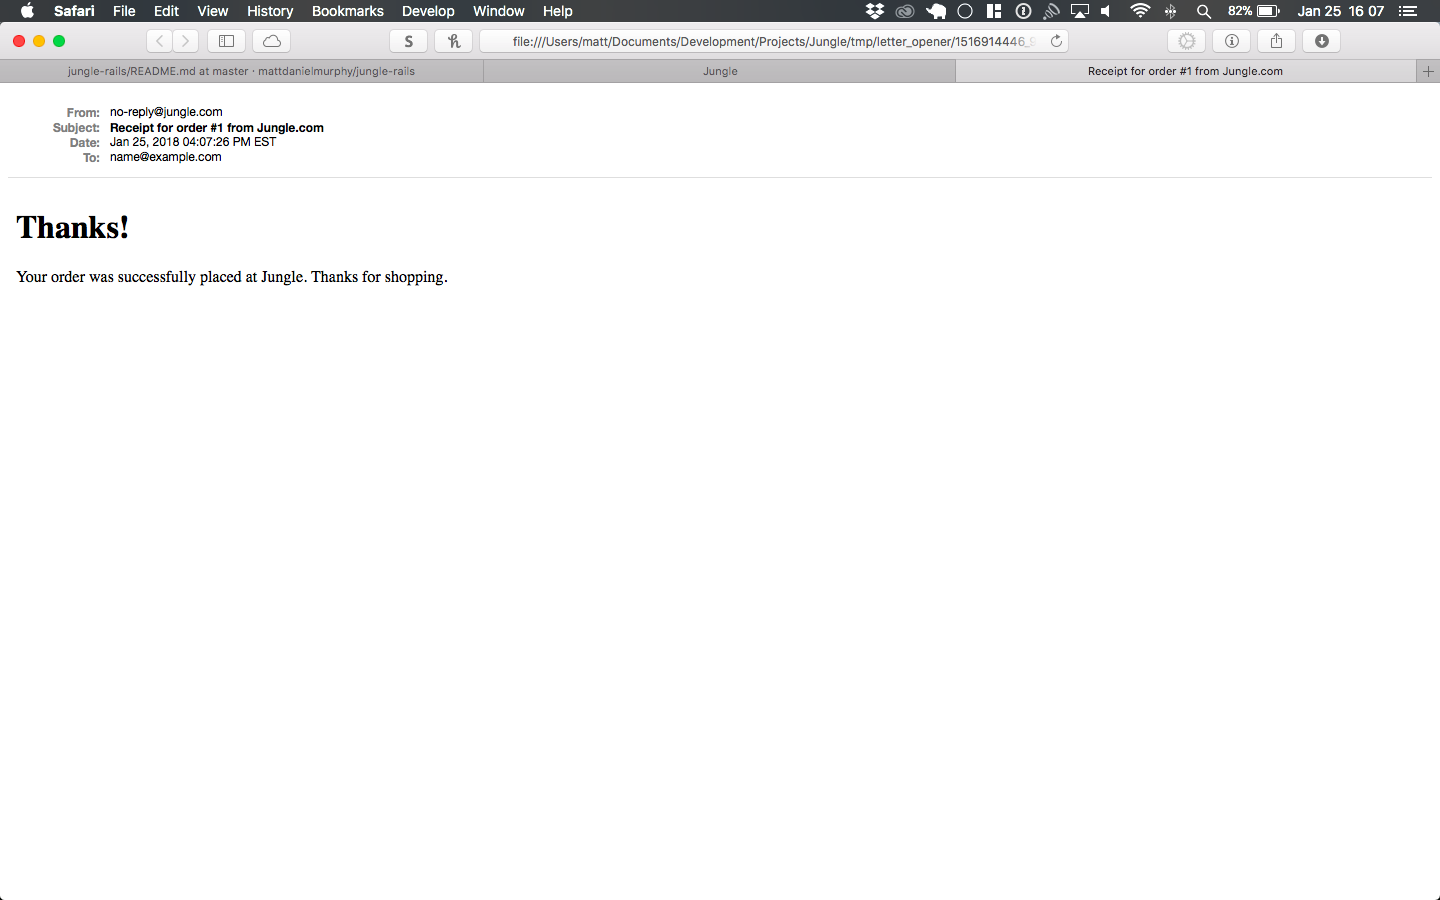 Safari File Edit View History Bookmarks Develop Window Help 82% Jan 25 16 07
S h file:///Users/matt/Documents/Development/Projects/Jungle/tmp/letter_opener/1516914446_
jungle-rails/README.md at master · mattdanielmurphy/jungle-rails Jungle Receipt for order #1 from Jungle.com
From: no-reply@jungle.com
Subject: Receipt for order #1 from Jungle.com
Date: Jan 25, 2018 04:07:26 PM EST
To: name@example.com
Thanks!
Your order was successfully placed at Jungle. Thanks for shopping.